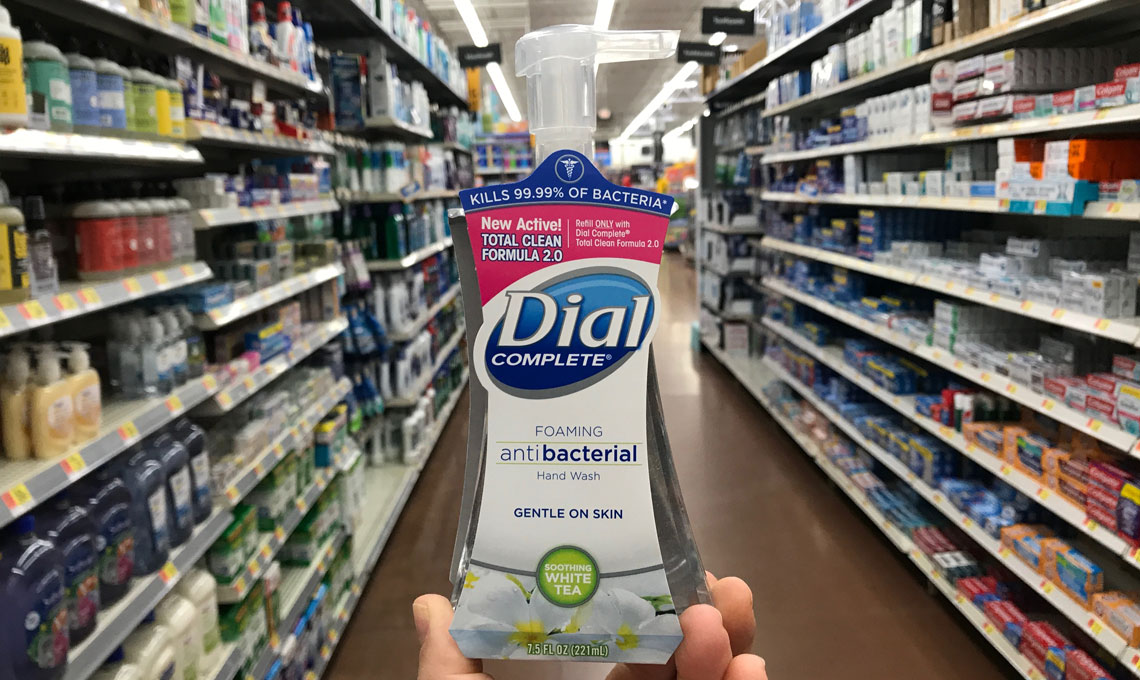 KILLS 99.99% OF BACTERIA*
New Active!
TOTAL CLEAN
FORMULA 2.0
Refill ONLY with
Dial Complete®
Total Clean Formula 2.0
Dial
COMPLETE®
FOAMING
antibacterial
Hand Wash
GENTLE ON SKIN
SOOTHING
WHITE
TEA
7.5 FL OZ (221mL)
Colgate